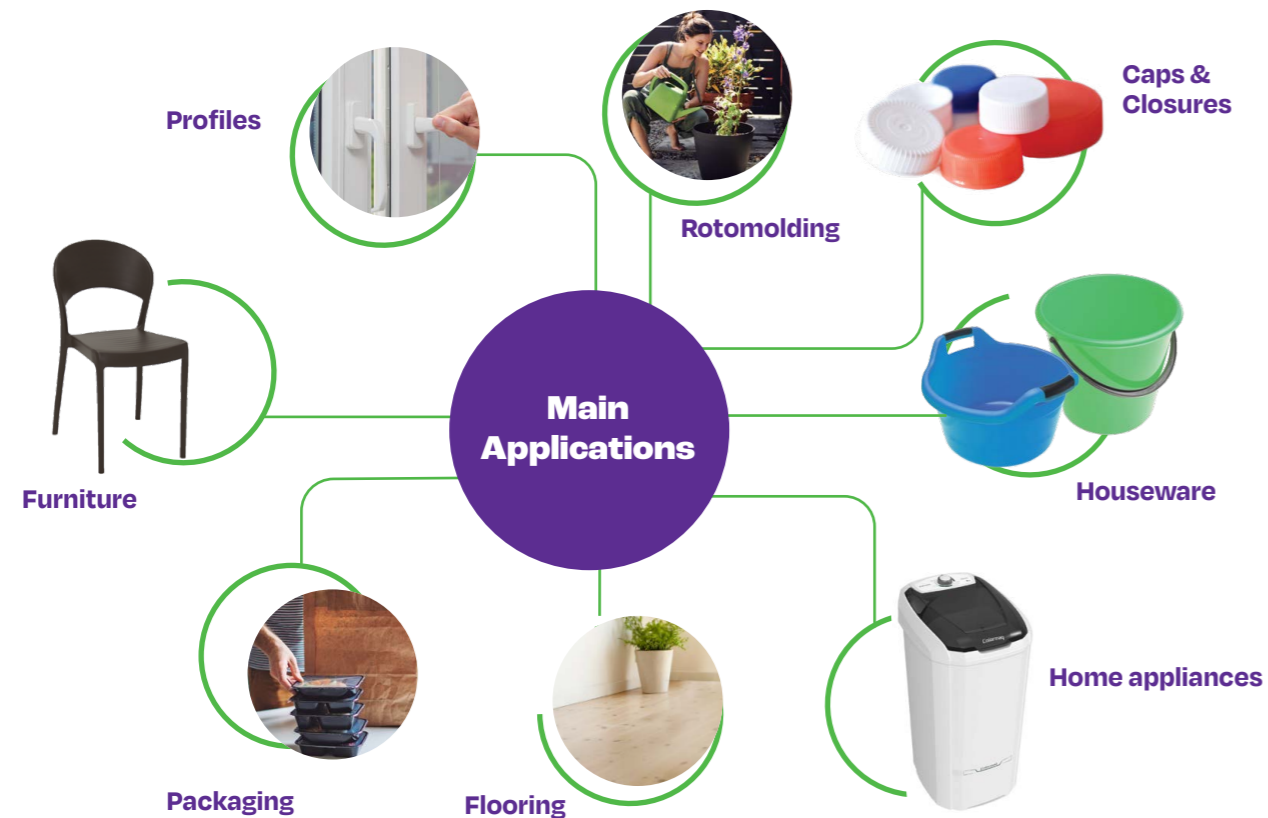 Profiles
Rotomolding
Caps &
Closures
Furniture
Main
Applications
Houseware
Packaging
Flooring
Home appliances